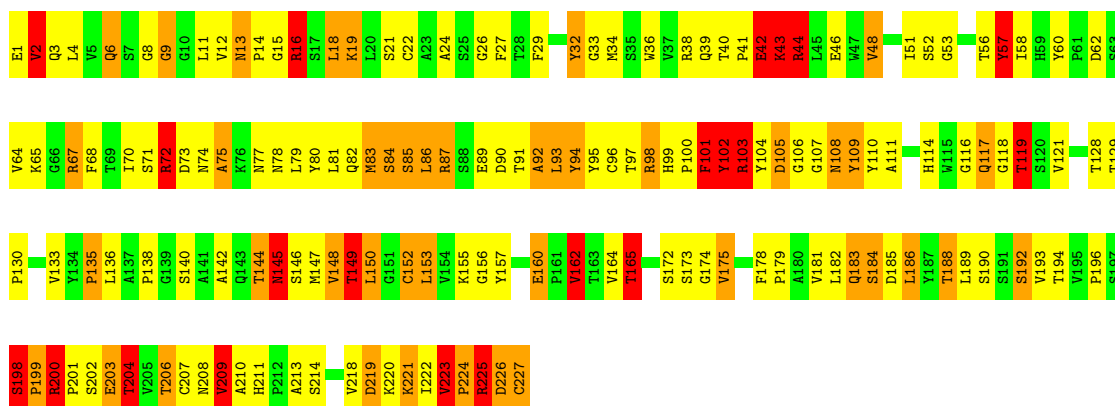 E1 V2 Q3 L4 V5 Q6 S7 G8 G9 G10 L11 V12 N13 P14 G15 R16 S17 L18 K19 L20 S21 C22 A23 A24 S25 G26 F27 T28 F29 Y32 G33 M34 S35 W36 V37 R38 Q39 T40 P41 E42 K43 R44 L45 E46 W47 V48 I51 S52 G53 T56 Y57 I58 H59 Y60 P61 D62 S63
V64 K65 G66 R67 F68 T69 I70 S71 R72 D73 N74 A75 K76 N77 N78 L79 Y80 L81 Q82 M83 S84 S85 L86 R87 S88 E89 D90 T91 A92 L93 Y94 Y95 C96 T97 R98 H99 P100 F101 Y102 R103 Y104 D105 G106 G107 N108 Y109 Y110 A111 H114 W115 G116 Q117 G118 T119 S120 V121 T128 T129
P130 V133 Y134 P135 L136 A137 P138 G139 S140 A141 A142 Q143 T144 N145 S146 M147 V148 T149 L150 G151 C152 L153 V154 K155 G156 Y157 E160 P161 V162 T163 V164 T165 S172 S173 G174 V175 F178 P179 A180 V181 L182 Q183 S184 D185 L186 Y187 T188 L189 S190 S191 S192 V193 T194 V195 P196 S197
S198 P199 R200 P201 S202 E203 T204 V205 T206 C207 N208 V209 A210 H211 P212 A213 S214 V218 D219 K220 K221 I222 V223 P224 R225 D226 C227